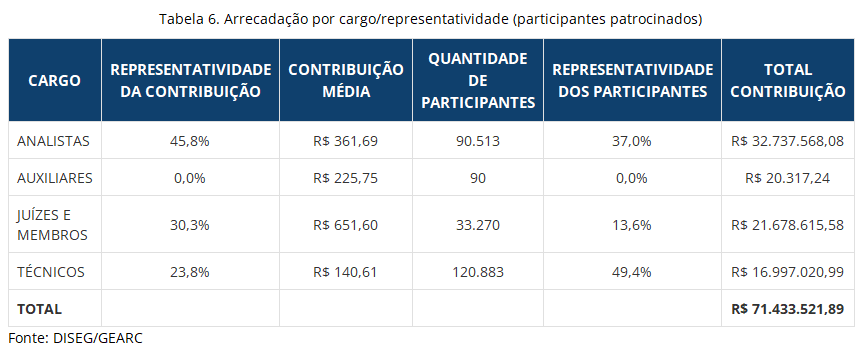 Tabela 6. Arrecadação por cargo/representatividade (participantes patrocinados)
CARGO
REPRESENTATIVIDADE
DA CONTRIBUIÇÃO
CONTRIBUIÇÃO
MÉDIA
QUANTIDADE
DE
PARTICIPANTES
REPRESENTATIVIDADE
DOS PARTICIPANTES
TOTAL
CONTRIBUIÇÃO
ANALISTAS 45,8% R$ 361,69 90.513 37,0% R$ 32.737.568,08
AUXILIARES 0,0% R$ 225,75 90 0,0% R$ 20.317,24
JUÍZES E
MEMBROS 30,3% R$ 651,60 33.270 13,6% R$ 21.678.615,58
TÉCNICOS 23,8% R$ 140,61 120.883 49,4% R$ 16.997.020,99
TOTAL R$ 71.433.521,89
Fonte: DISEG/GEARC